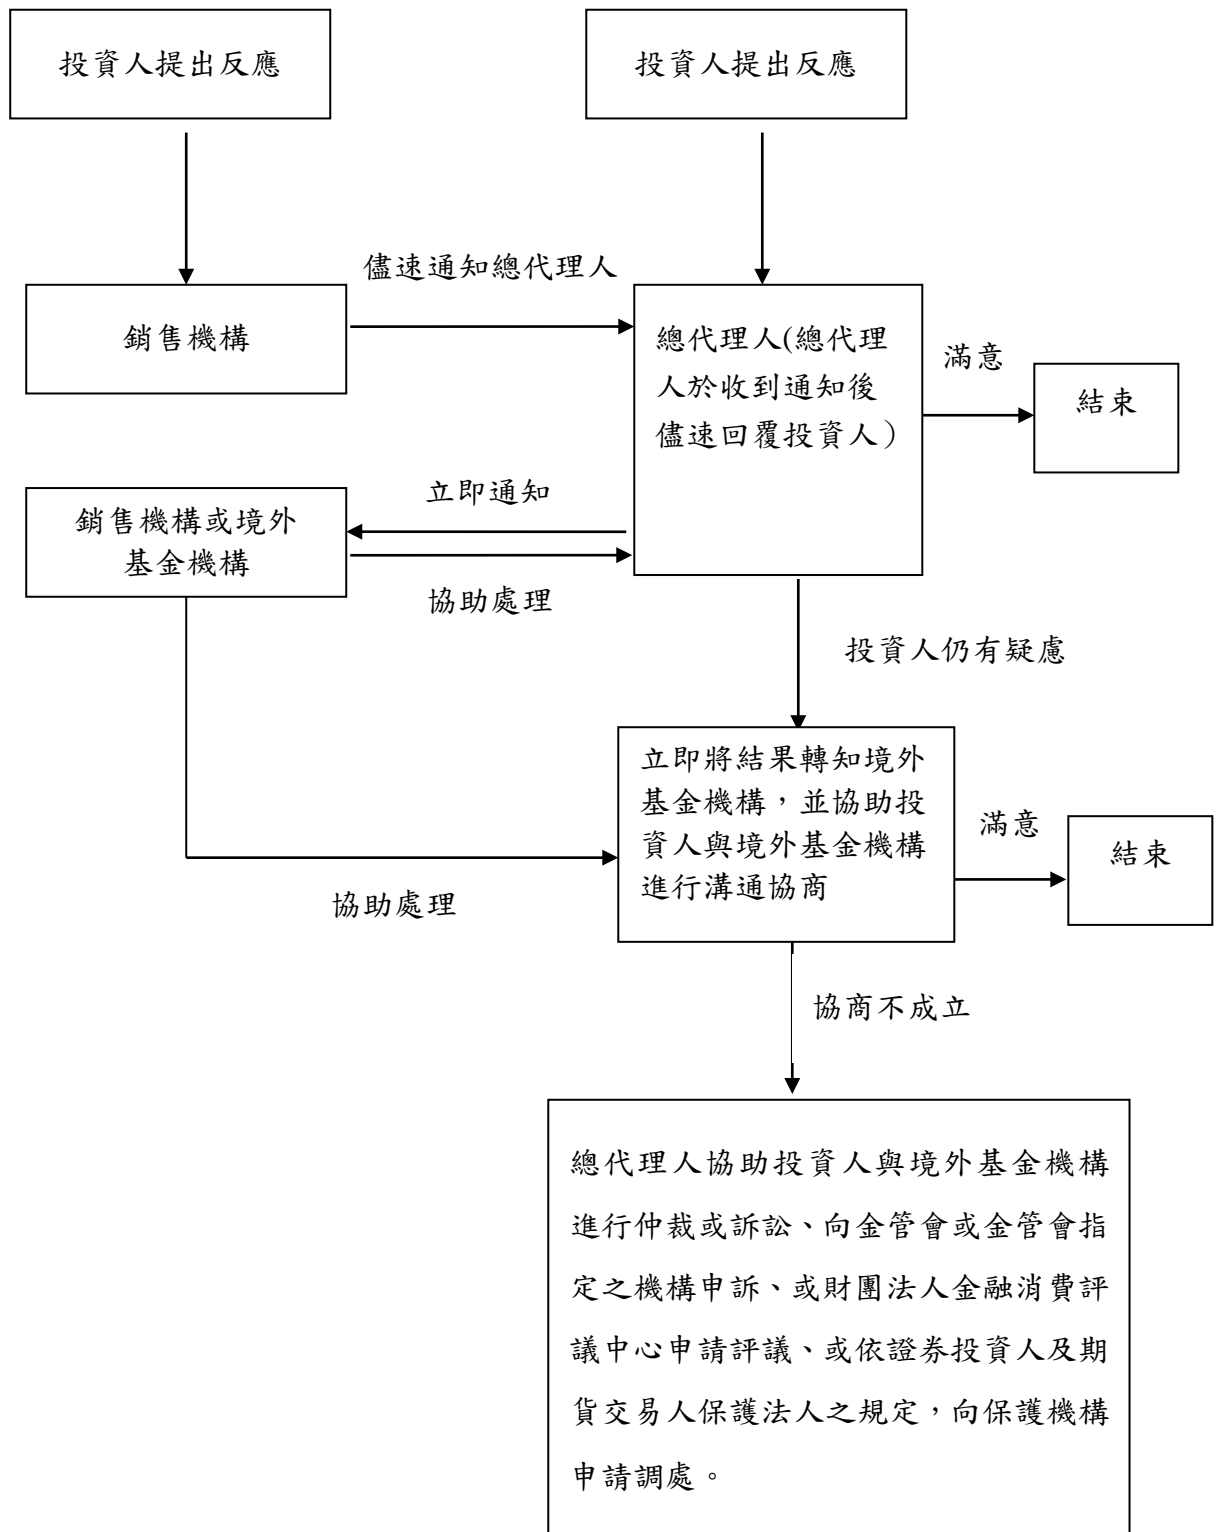 投資人提出反應
投資人提出反應
儘速通知總代理人
銷售機構
總代理人(總代理
人於收到通知後
儘速回覆投資人）
滿意
結束
立即通知
銷售機構或境外
基金機構
協助處理
投資人仍有疑慮
立即將結果轉知境外
基金機構，並協助投
資人與境外基金機構
進行溝通協商
滿意
結束
協助處理
協商不成立
總代理人協助投資人與境外基金機構
進行仲裁或訴訟、向金管會或金管會指
定之機構申訴、或財團法人金融消費評
議中心申請評議、或依證券投資人及期
貨交易人保護法人之規定，向保護機構
申請調處。